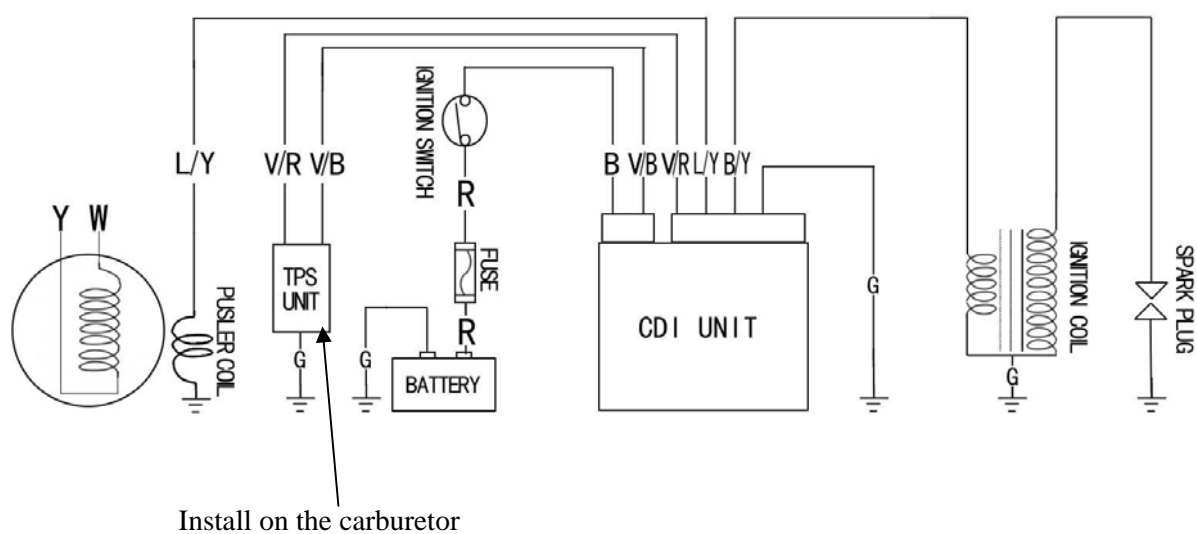 L/Y
V/R V/B
IGNITION SWITCH
B V/B V/R L/Y B/Y
R
Y W
FUSE
TPS
UNIT
PUSLER COIL
R
G
G
BATTERY
CDI UNIT
G
IGNITION COIL
G
SPARK PLUG
Install on the carburetor